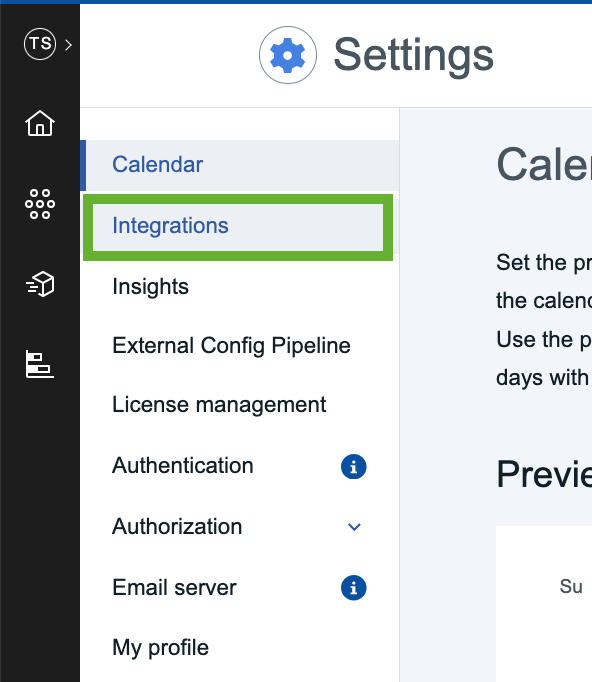 TS
Settings
Calendar
Integrations
Insights
External Config Pipeline
License management
Authentication
Authorization
Email server
My profile
Cale
Set the pr
the calend
Use the p
days with
Previe
Su